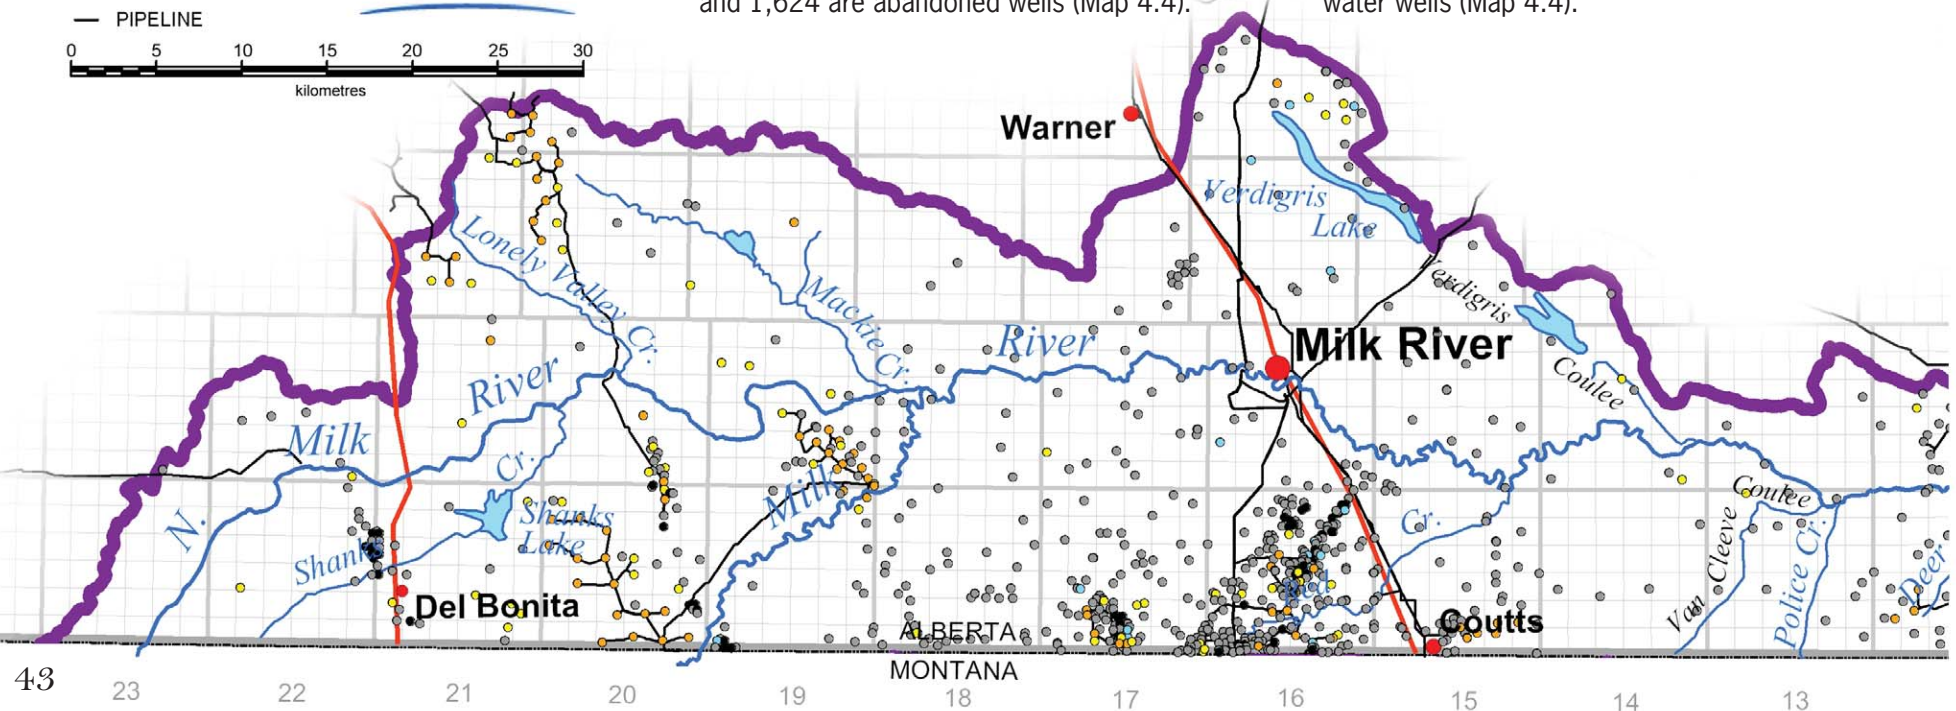 and 1,624 are abandoned wells (Map 4.4).
water wells (Map 4.4).
PIPELINE
0 5 10 15 20 25 30
kilometres
Warner
Verdigris
Lake
Lonely Valley Cr.
Mackie Cr.
Verdigris
Coulee
River
Milk River
River
Milk
N.
Cr.
Shanks
Lake
Shanks
Milk
Cr.
Red
Coulee
Van Cleeve
Police Cr.
Deer
Del Bonita
Coutts
ALBERTA
MONTANA
43
23 22 21 20 19 18 17 16 15 14 13